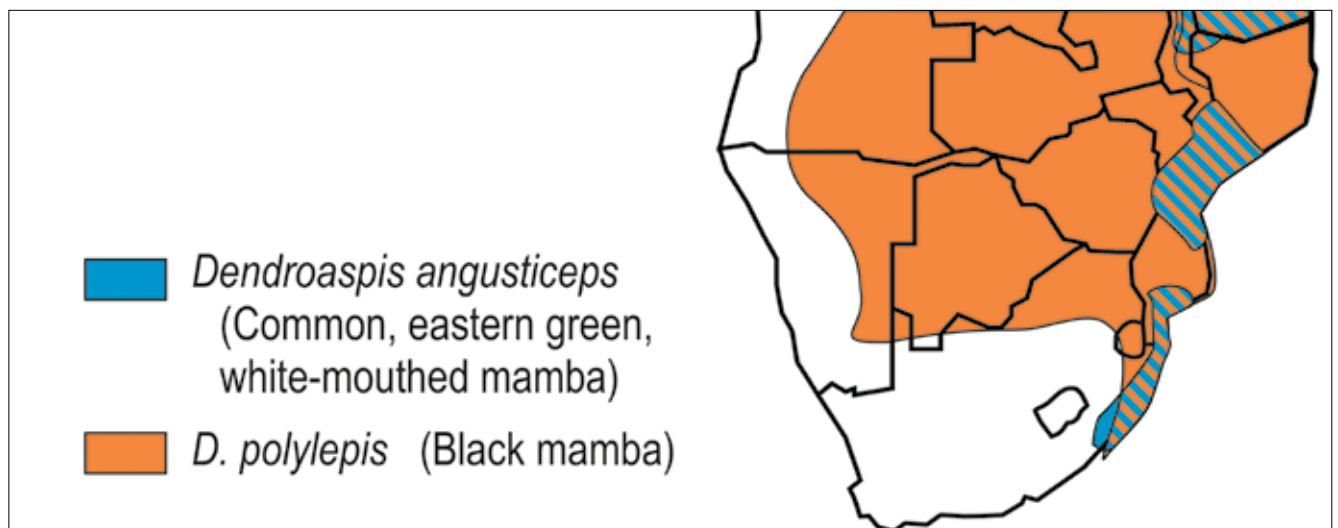 Dendroaspis angusticeps
(Common, eastern green,
white-mouthed mamba)
D. polylepis (Black mamba)